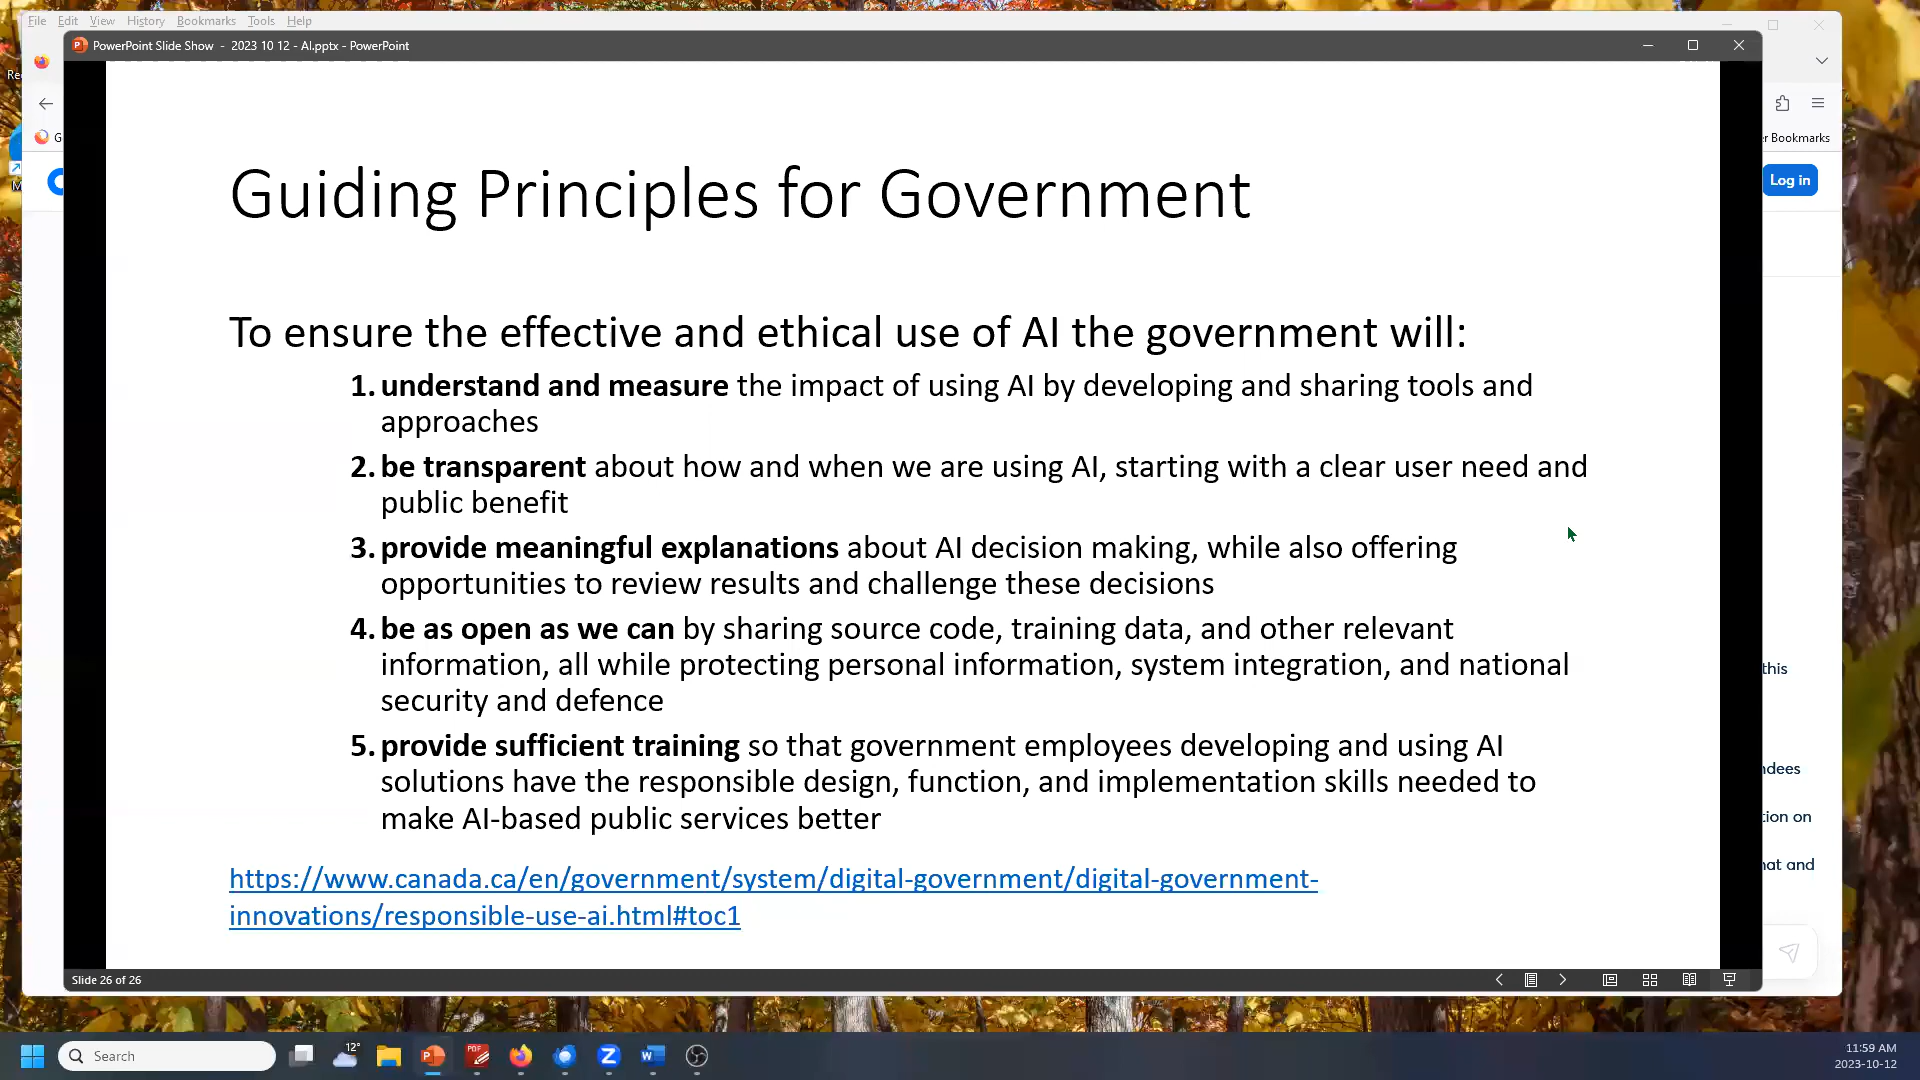 File Edit View History Bookmarks Tools Help
PowerPoint Slide Show - 2023 10 12 - AI.pptx - PowerPoint
r Bookmarks
Log in
Guiding Principles for Government
To ensure the effective and ethical use of AI the government will:
1. understand and measure the impact of using AI by developing and sharing tools and
approaches
2. be transparent about how and when we are using AI, starting with a clear user need and
public benefit
3. provide meaningful explanations about AI decision making, while also offering
opportunities to review results and challenge these decisions
4. be as open as we can by sharing source code, training data, and other relevant
information, all while protecting personal information, system integration, and national
security and defence
5. provide sufficient training so that government employees developing and using AI
solutions have the responsible design, function, and implementation skills needed to
make AI-based public services better
https://www.canada.ca/en/government/system/digital-government/digital-government-
innovations/responsible-use-ai.html#toc1
this
ndees
tion on
hat and
Slide 26 of 26
Search
12°
11:59 AM
2023-10-12